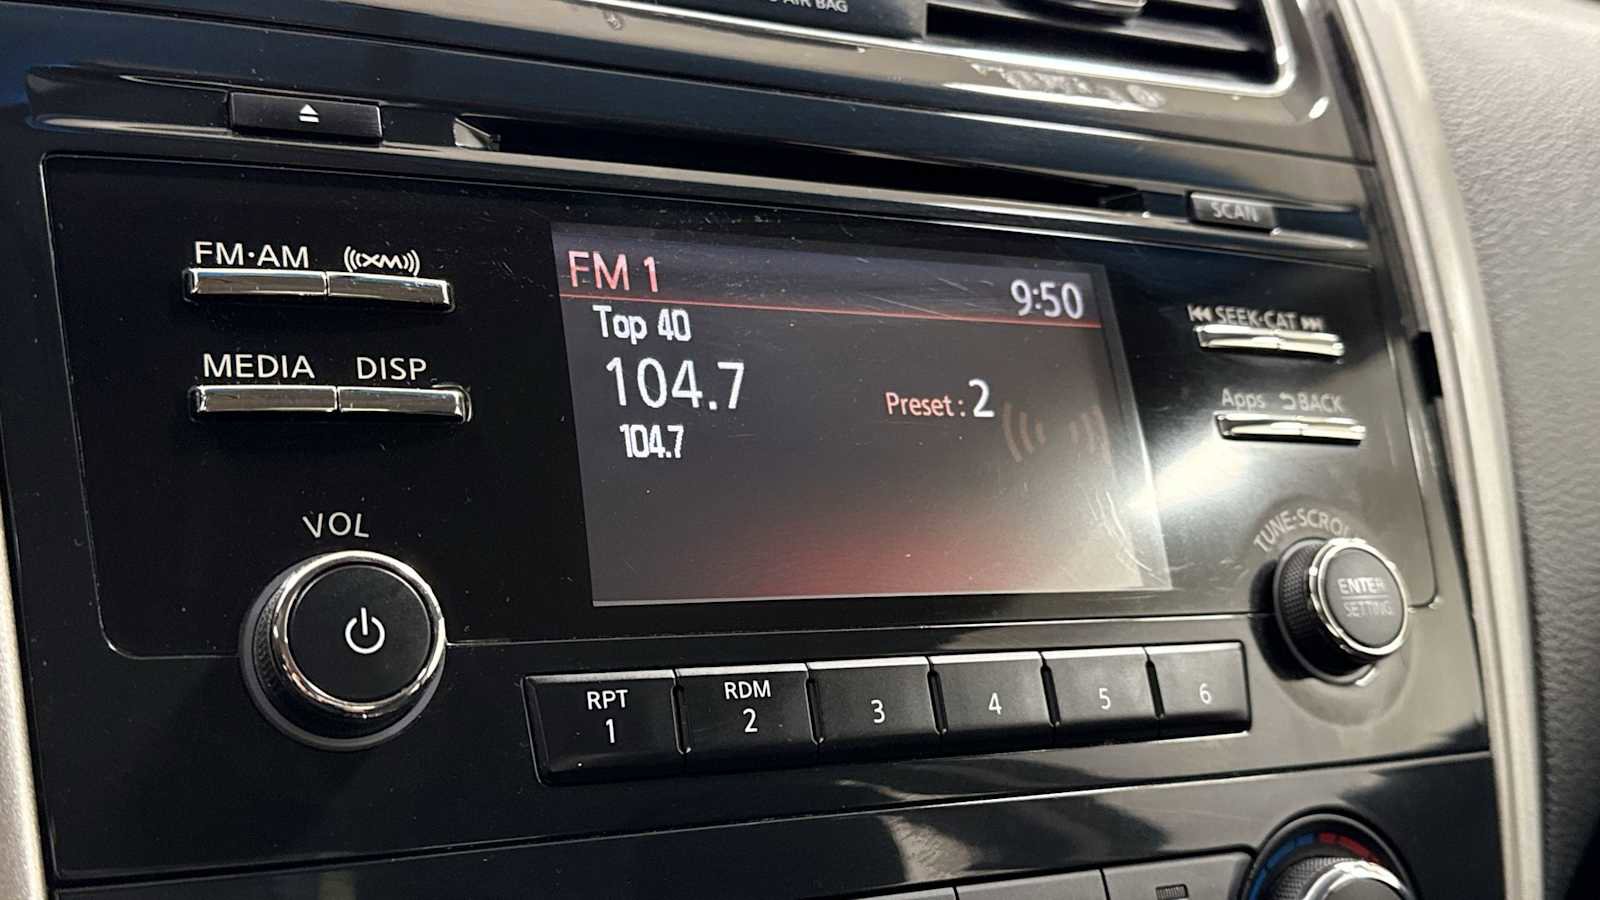 AIR BAG
SCAN
FM·AM XM
MEDIA DISP
VOL
FM 1
9:50
Top 40
104.7
Preset : 2
104.7
SEEK·CAT
Apps BACK
TUNE·SCROLL
ENTER
SETTING
RPT
1
RDM
2
3
4
5
6